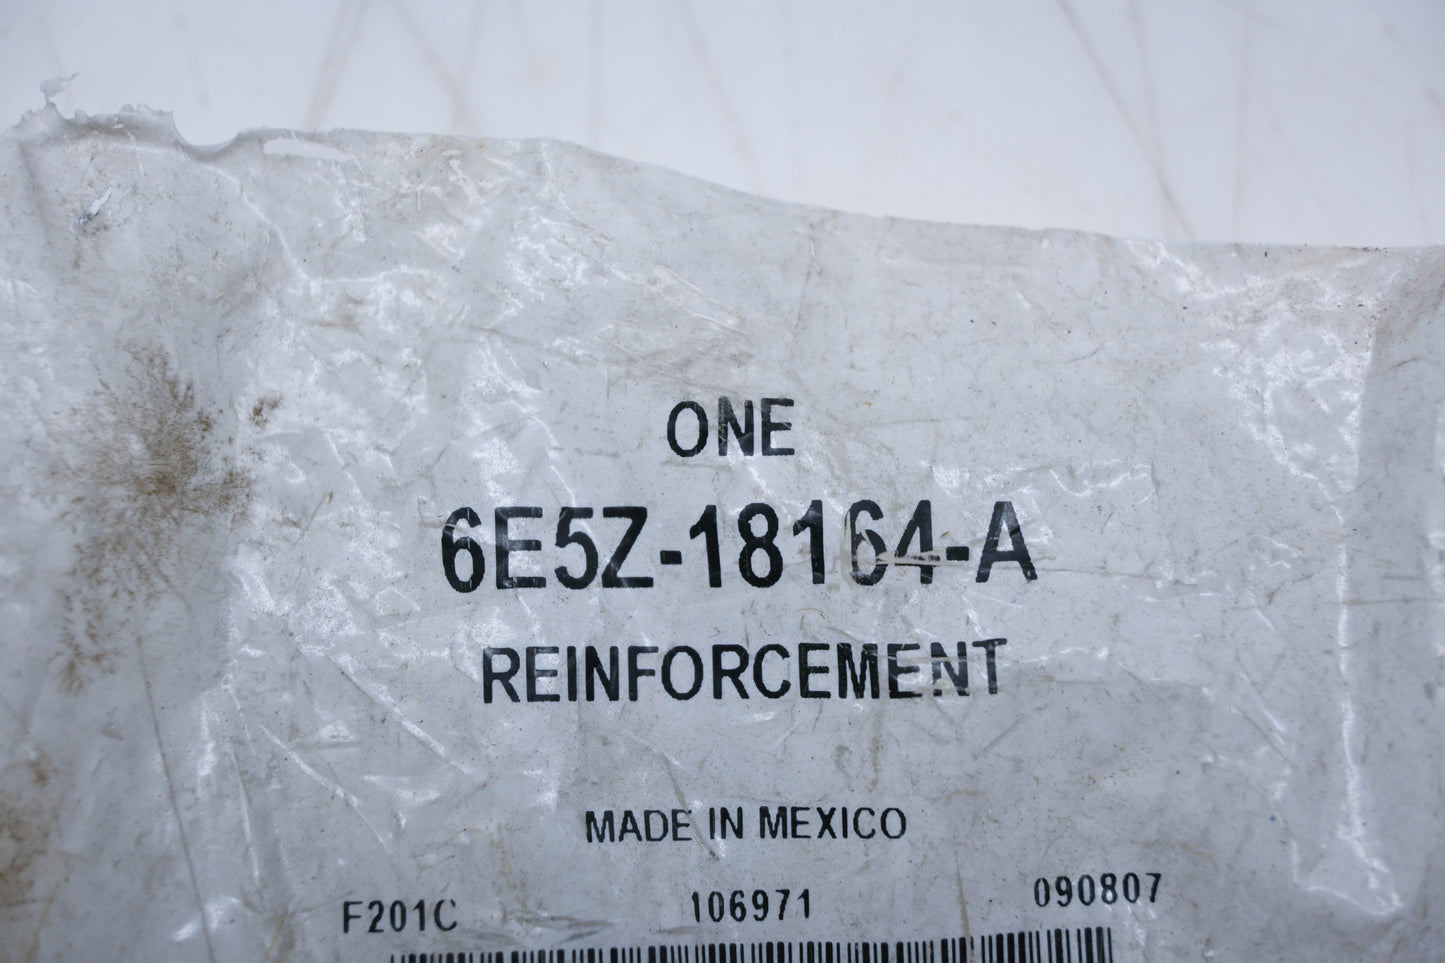 ONE
6E5Z-18164-A
REINFORCEMENT
MADE IN MEXICO
F201C 106971 090807